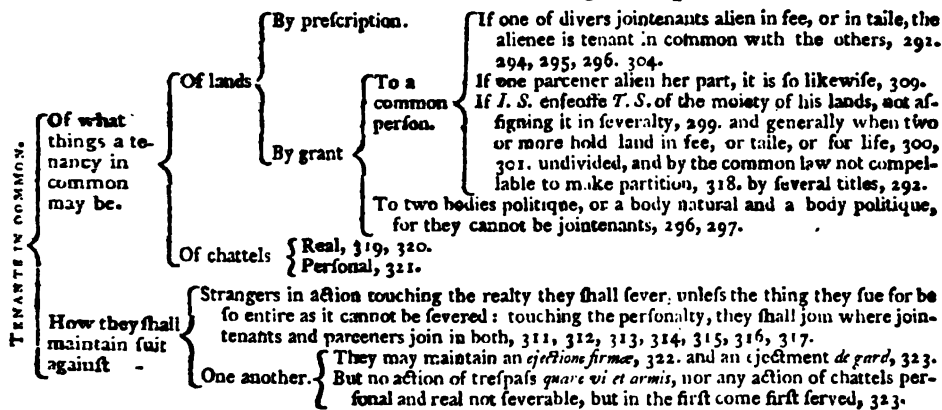 TENANTS IN COMMON.
Of what
things a te-
nancy in
common
may be.
Of lands
By preſcription.
By grant
To a
common
perſon.
If one of divers jointenants alien in fee, or in taile, the
alienee is tenant in common with the others, 292.
294, 295, 296. 304.
If one parcener alien her part, it is ſo likewiſe, 309.
If I. S. enfeoffe T. S. of the moiety of his lands, not aſ-
ſigning it in ſeveralty, 299. and generally when two
or more hold land in fee, or taile, or for life, 300,
301. undivided, and by the common law not compel-
lable to make partition, 318. by ſeveral titles, 292.
To two bodies politique, or a body natural and a body politique,
for they cannot be jointenants, 296, 297.
Of chattels
Real, 319, 320.
Perſonal, 321.
How they ſhall
maintain ſuit
againſt -
Strangers in action touching the realty they ſhall ſever, unleſs the thing they ſue for be
ſo entire as it cannot be ſevered: touching the perſonalty, they ſhall join where join-
tenants and parceners join in both, 311, 312, 313, 314, 315, 316, 317.
One another.
They may maintain an ejectione firmæ, 322. and an ejectment de gard, 323.
But no action of treſpaſs quare vi et armis, nor any action of chattels per-
ſonal and real not ſeverable, but in the firſt come firſt ſerved, 323.